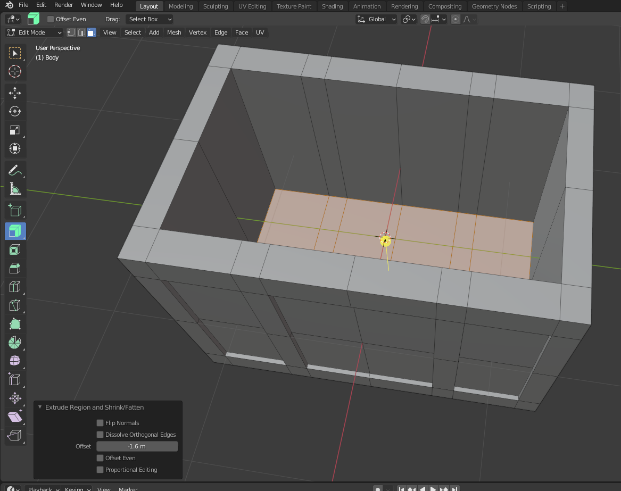 File Edit Render Window Help Layout Modeling Sculpting UV Editing Texture Paint Shading Animation Rendering Compositing Geometry Nodes Scripting +
Offset Even Drag: Select Box Global
Edit Mode View Select Add Mesh Vertex Edge Face UV
User Perspective
(1) Body
Extrude Region and Shrink/Fatten
Flip Normals
Dissolve Orthogonal Edges
Offset -1.6 m
Offset Even
Proportional Editing
Playback Keying View Marker